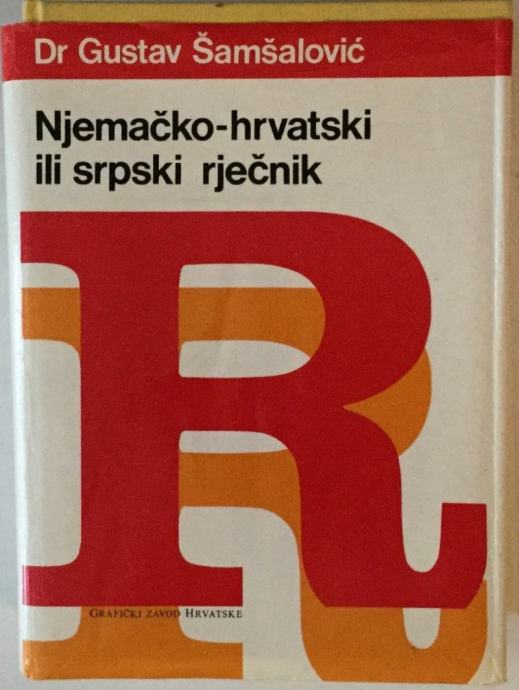 Dr Gustav Šamšalović
Njemačko-hrvatski
ili srpski rječnik
R
GRAFIČKI ZAVOD HRVATSKE